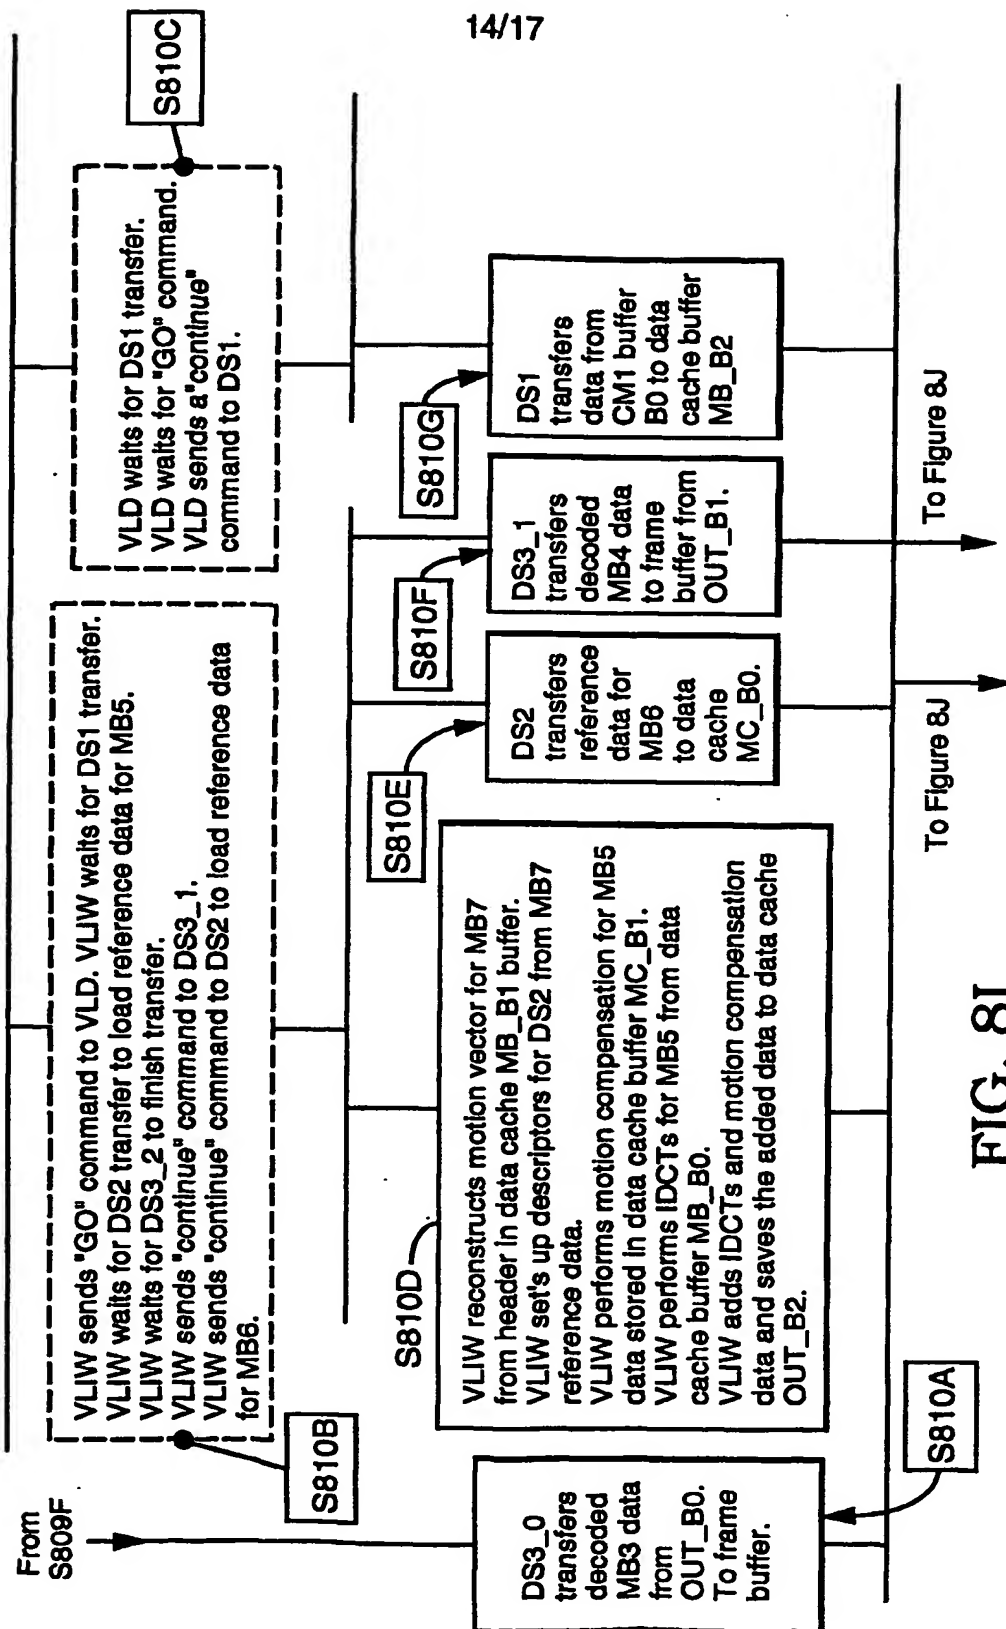 14/17
From
S809F
VLIW sends "GO" command to VLD. VLIW waits for DS1 transfer.
VLIW waits for DS2 transfer to load reference data for MB5.
VLIW waits for DS3_2 to finish transfer.
VLIW sends "continue" command to DS3_1.
VLIW sends "continue" command to DS2 to load reference data
for MB6.
S810B
VLD waits for DS1 transfer.
VLD waits for "GO" command.
VLD sends a"continue"
command to DS1.
S810C
DS3_0
transfers
decoded
MB3 data
from
OUT_B0.
To frame
buffer.
S810A
S810D
VLIW reconstructs motion vector for MB7
from header in data cache MB_B1 buffer.
VLIW set's up descriptors for DS2 from MB7
reference data.
VLIW performs motion compensation for MB5
data stored in data cache buffer MC_B1.
VLIW performs IDCTs for MB5 from data
cache buffer MB_B0.
VLIW adds IDCTs and motion compensation
data and saves the added data to data cache
OUT_B2.
S810E
DS2
transfers
reference
data for
MB6
to data
cache
MC_B0.
S810F
DS3_1
transfers
decoded
MB4 data
to frame
buffer from
OUT_B1.
S810G
DS1
transfers
data from
CM1 buffer
B0 to data
cache buffer
MB_B2
To Figure 8J
To Figure 8J
FIG. 8I